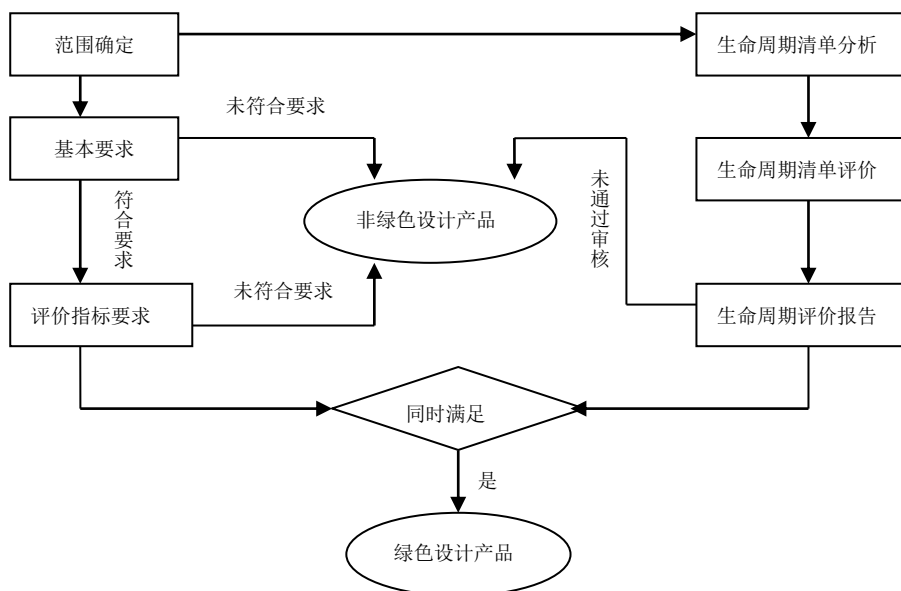 范围确定
生命周期清单分析
未符合要求
基本要求
生命周期清单评价
符合要求
未通过审核
非绿色设计产品
未符合要求
评价指标要求
生命周期评价报告
同时满足
是
绿色设计产品